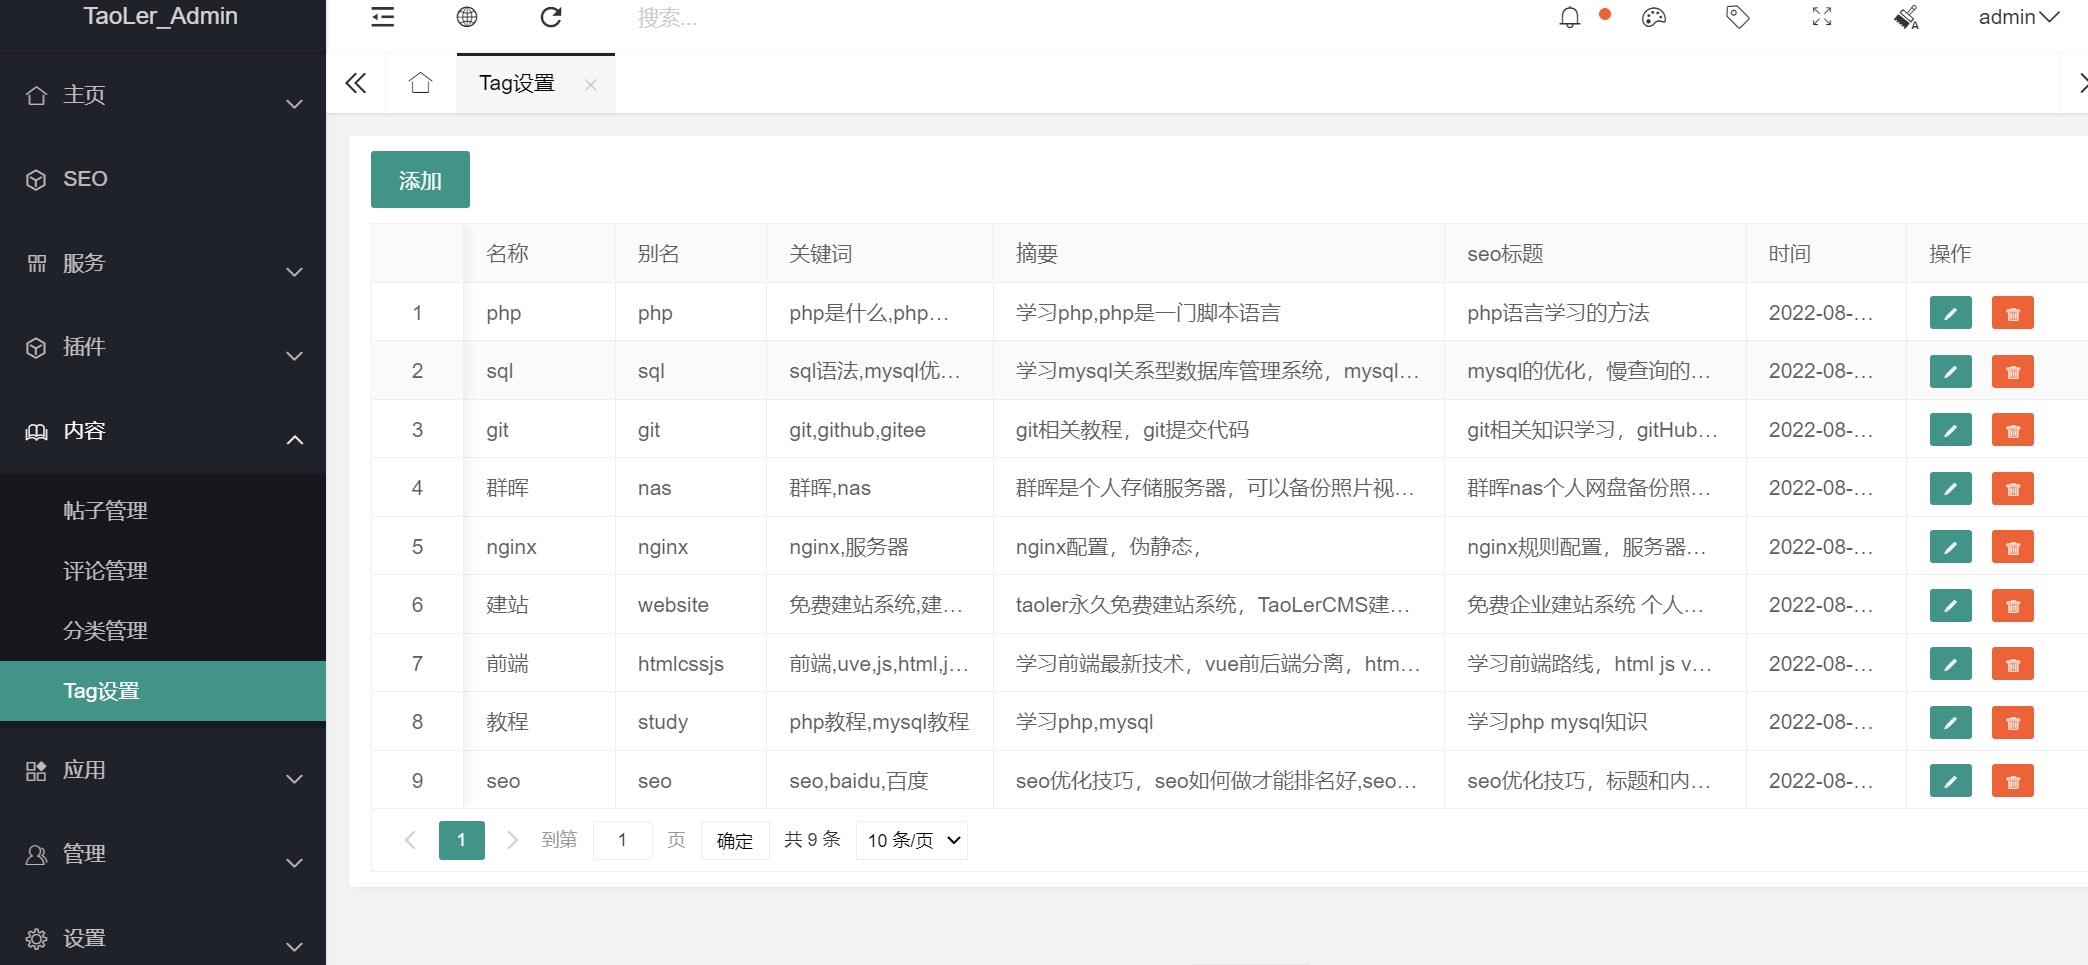 TaoLer_Admin
搜索...
admin
主页
SEO
服务
插件
内容
帖子管理
评论管理
分类管理
Tag设置
应用
管理
设置
Tag设置
添加
名称 别名 关键词 摘要 seo标题 时间 操作
1 php php php是什么,php... 学习php,php是一门脚本语言 php语言学习的方法 2022-08-...
2 sql sql sql语法,mysql优... 学习mysql关系型数据库管理系统，mysql... mysql的优化，慢查询的... 2022-08-...
3 git git git,github,gitee git相关教程，git提交代码 git相关知识学习，gitHub... 2022-08-...
4 群晖 nas 群晖,nas 群晖是个人存储服务器，可以备份照片视... 群晖nas个人网盘备份照... 2022-08-...
5 nginx nginx nginx,服务器 nginx配置，伪静态， nginx规则配置，服务器... 2022-08-...
6 建站 website 免费建站系统,建... taoler永久免费建站系统，TaoLerCMS建... 免费企业建站系统 个人... 2022-08-...
7 前端 htmlcssjs 前端,uve,js,html,j... 学习前端最新技术，vue前后端分离，htm... 学习前端路线，html js v... 2022-08-...
8 教程 study php教程,mysql教程 学习php,mysql 学习php mysql知识 2022-08-...
9 seo seo seo,baidu,百度 seo优化技巧，seo如何做才能排名好,seo... seo优化技巧，标题和内... 2022-08-...
1 到第 1 页 确定 共 9 条 10 条/页